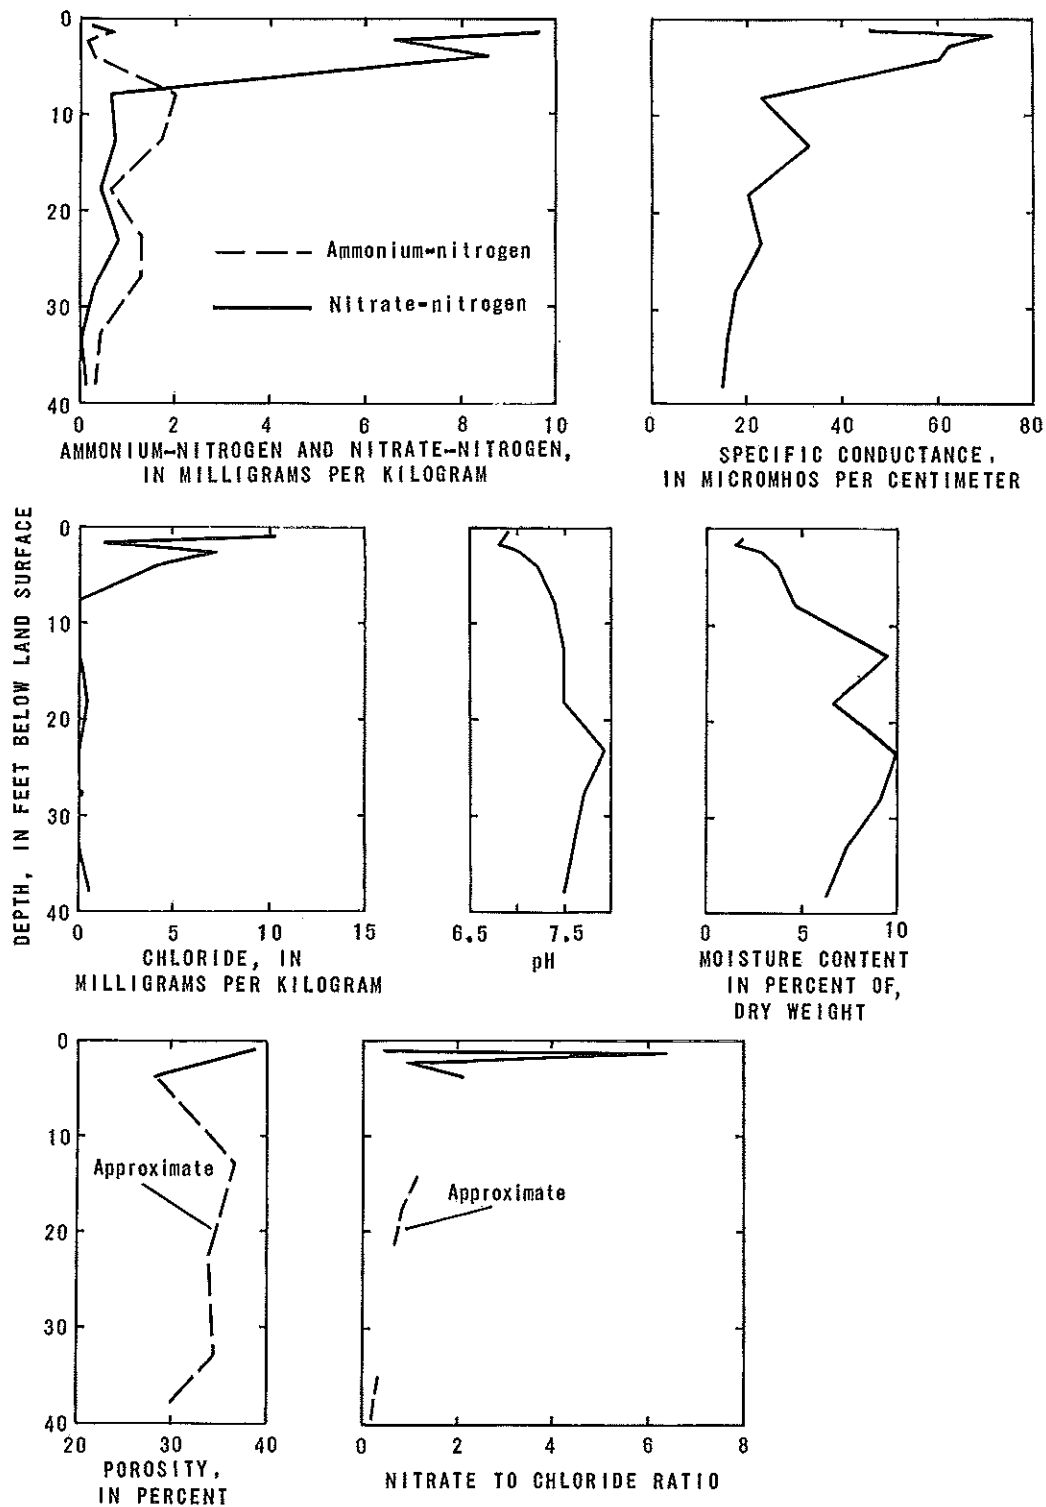 0
10
20
30
40
Ammonium-nitrogen
Nitrate-nitrogen
0 2 4 6 8 10
AMMONIUM-NITROGEN AND NITRATE-NITROGEN,
IN MILLIGRAMS PER KILOGRAM
0 20 40 60 80
SPECIFIC CONDUCTANCE,
IN MICROMHOS PER CENTIMETER
DEPTH, IN FEET BELOW LAND SURFACE
0
10
20
30
40
0 5 10 15
CHLORIDE, IN
MILLIGRAMS PER KILOGRAM
6.5 7.5
pH
0 5 10
MOISTURE CONTENT
IN PERCENT OF,
DRY WEIGHT
0
10
20
30
40
Approximate
20 40
POROSITY,
IN PERCENT
Approximate
0 2 4 6 8
NITRATE TO CHLORIDE RATIO